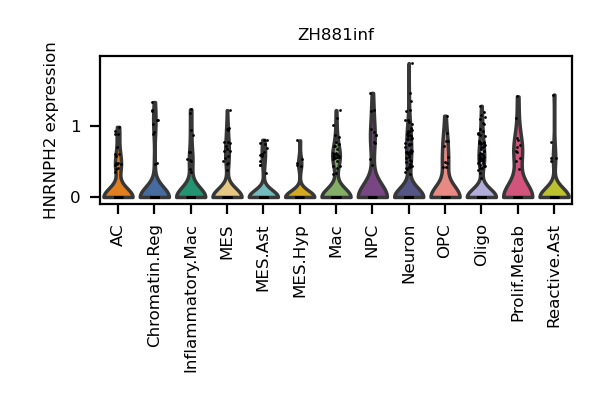 ZH881inf
HNRNPH2 expression
1
0
AC
Chromatin.Reg
Inflammatory.Mac
MES
MES.Ast
MES.Hyp
Mac
NPC
Neuron
OPC
Oligo
Prolif.Metab
Reactive.Ast